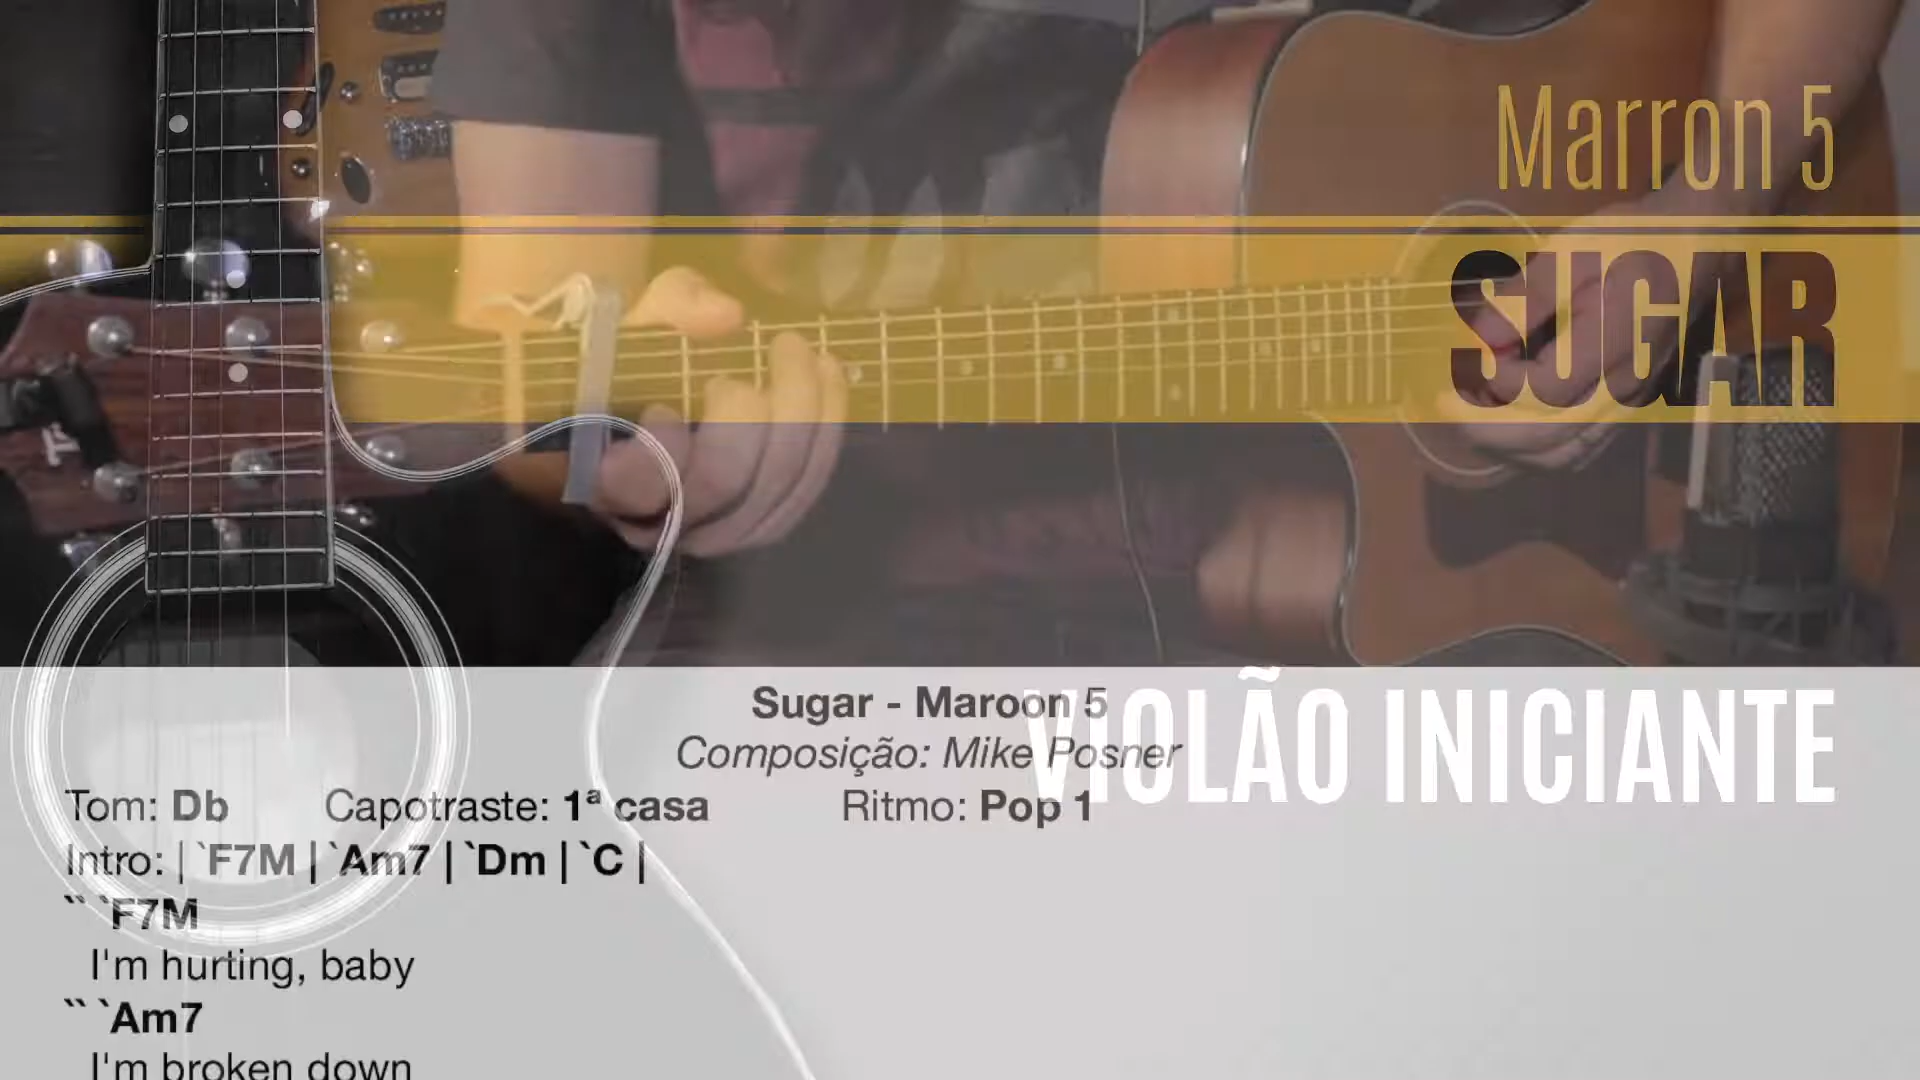 Marron 5
SUGAR
VIOLÃO INICIANTE
Sugar - Maroon 5
Composição: Mike Posner
Tom: Db Capotraste: 1ª casa Ritmo: Pop 1
Intro: | `F7M | `Am7 | `Dm | `C |
`` `F7M
I'm hurting, baby
`` `Am7
I'm broken down